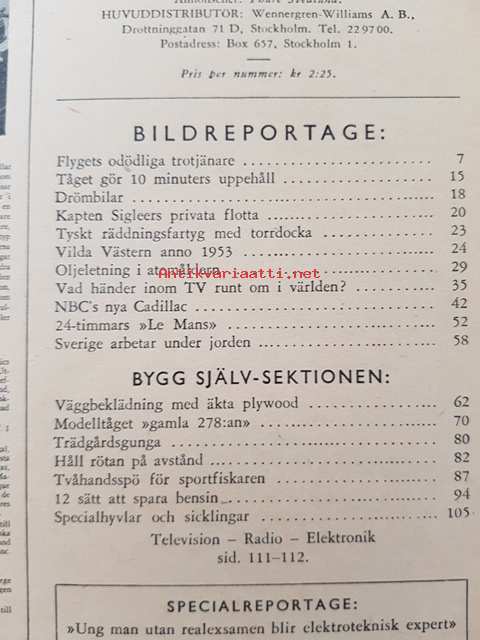 HUVUDDISTRIBUTOR: Wennergren-Williams A. B.,
Drottninggatan 71 D, Stockholm. Tel. 22 97 00.
Postadress: Box 657, Stockholm 1.
Pris per nummer: kr 2:25.
BILDREPORTAGE:
Flygets odödliga trotjänare 7
Tåget gör 10 minuters uppehåll 15
Drömbilar 18
Kapten Sigleers privata flotta 20
Tyskt räddningsfartyg med torrdocka 23
Vilda Västern anno 1953 24
Oljeletning i atomåldern 29
Antikvariaatti.net
Vad händer inom TV runt om i världen? 35
NBC's nya Cadillac 42
24-timmars »Le Mans» 52
Sverige arbetar under jorden 58
BYGG SJÄLV-SEKTIONEN:
Väggbeklädning med äkta plywood 62
Modelltåget »gamla 278:an» 70
Trädgårdsgunga 80
Håll rötan på avstånd 82
Tvåhandsspö för sportfiskaren 87
12 sätt att spara bensin 94
Specialhyvlar och sicklingar 105
Television – Radio – Elektronik
sid. 111–112.
SPECIALREPORTAGE:
»Ung man utan realexamen blir elektroteknisk expert»